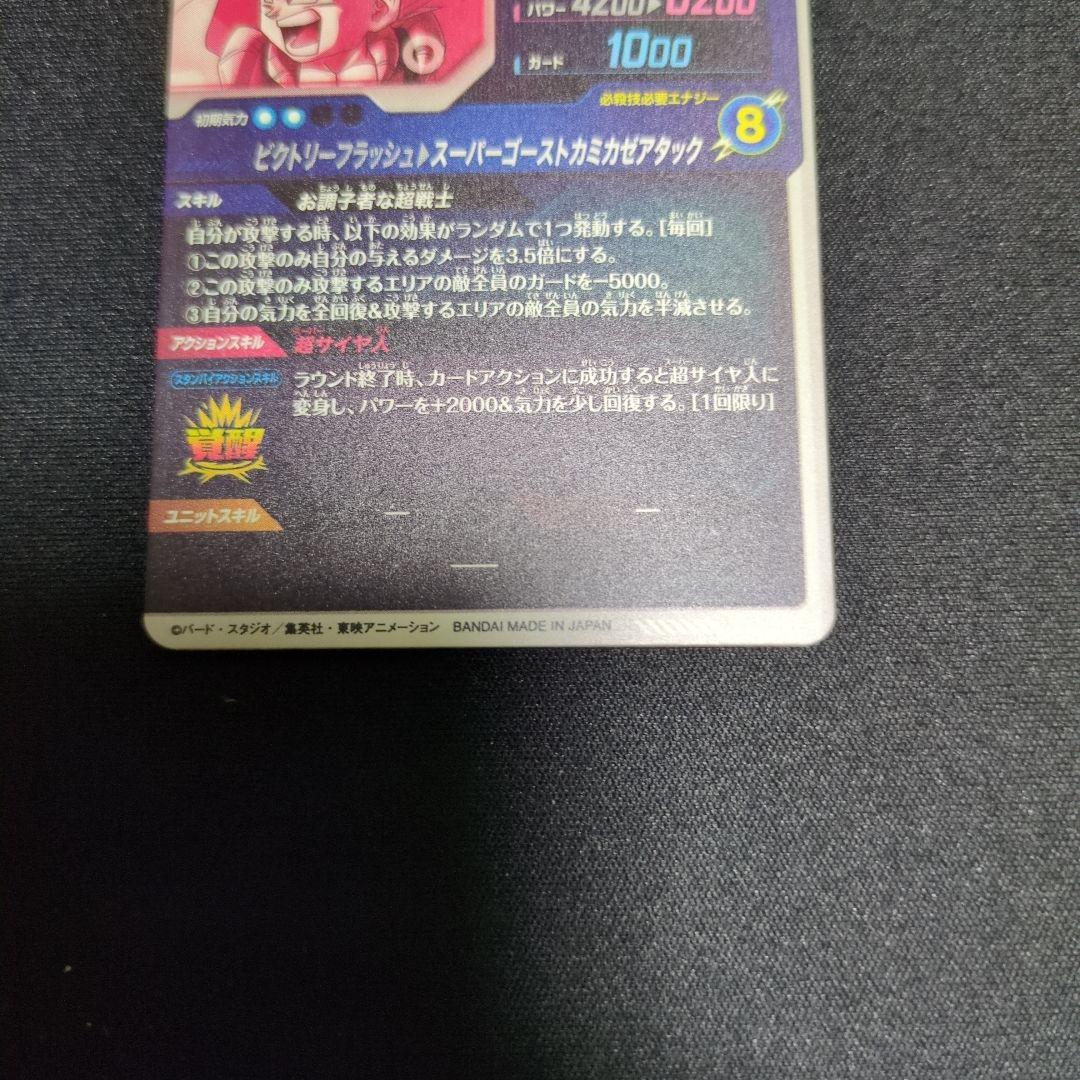 パワー 4200▶6200
ガード 1000
必殺技必要エナジー
8
初期気力
ビクトリーフラッシュ▶スーパーゴーストカミカゼアタック
スキル お調子者な超戦士
自分が攻撃する時、以下の効果がランダムで1つ発動する。[毎回]
①この攻撃のみ自分の与えるダメージを3.5倍にする。
②この攻撃のみ攻撃するエリアの敵全員のガードを−5000。
③自分の気力を全回復&攻撃するエリアの敵全員の気力を半減させる。
アクションスキル 超サイヤ人
スタンバイアクションスキル
ラウンド終了時、カードアクションに成功すると超サイヤ人に
変身し、パワーを+2000&気力を少し回復する。[1回限り]
覚醒
ユニットスキル
©バード・スタジオ／集英社・東映アニメーション BANDAI MADE IN JAPAN